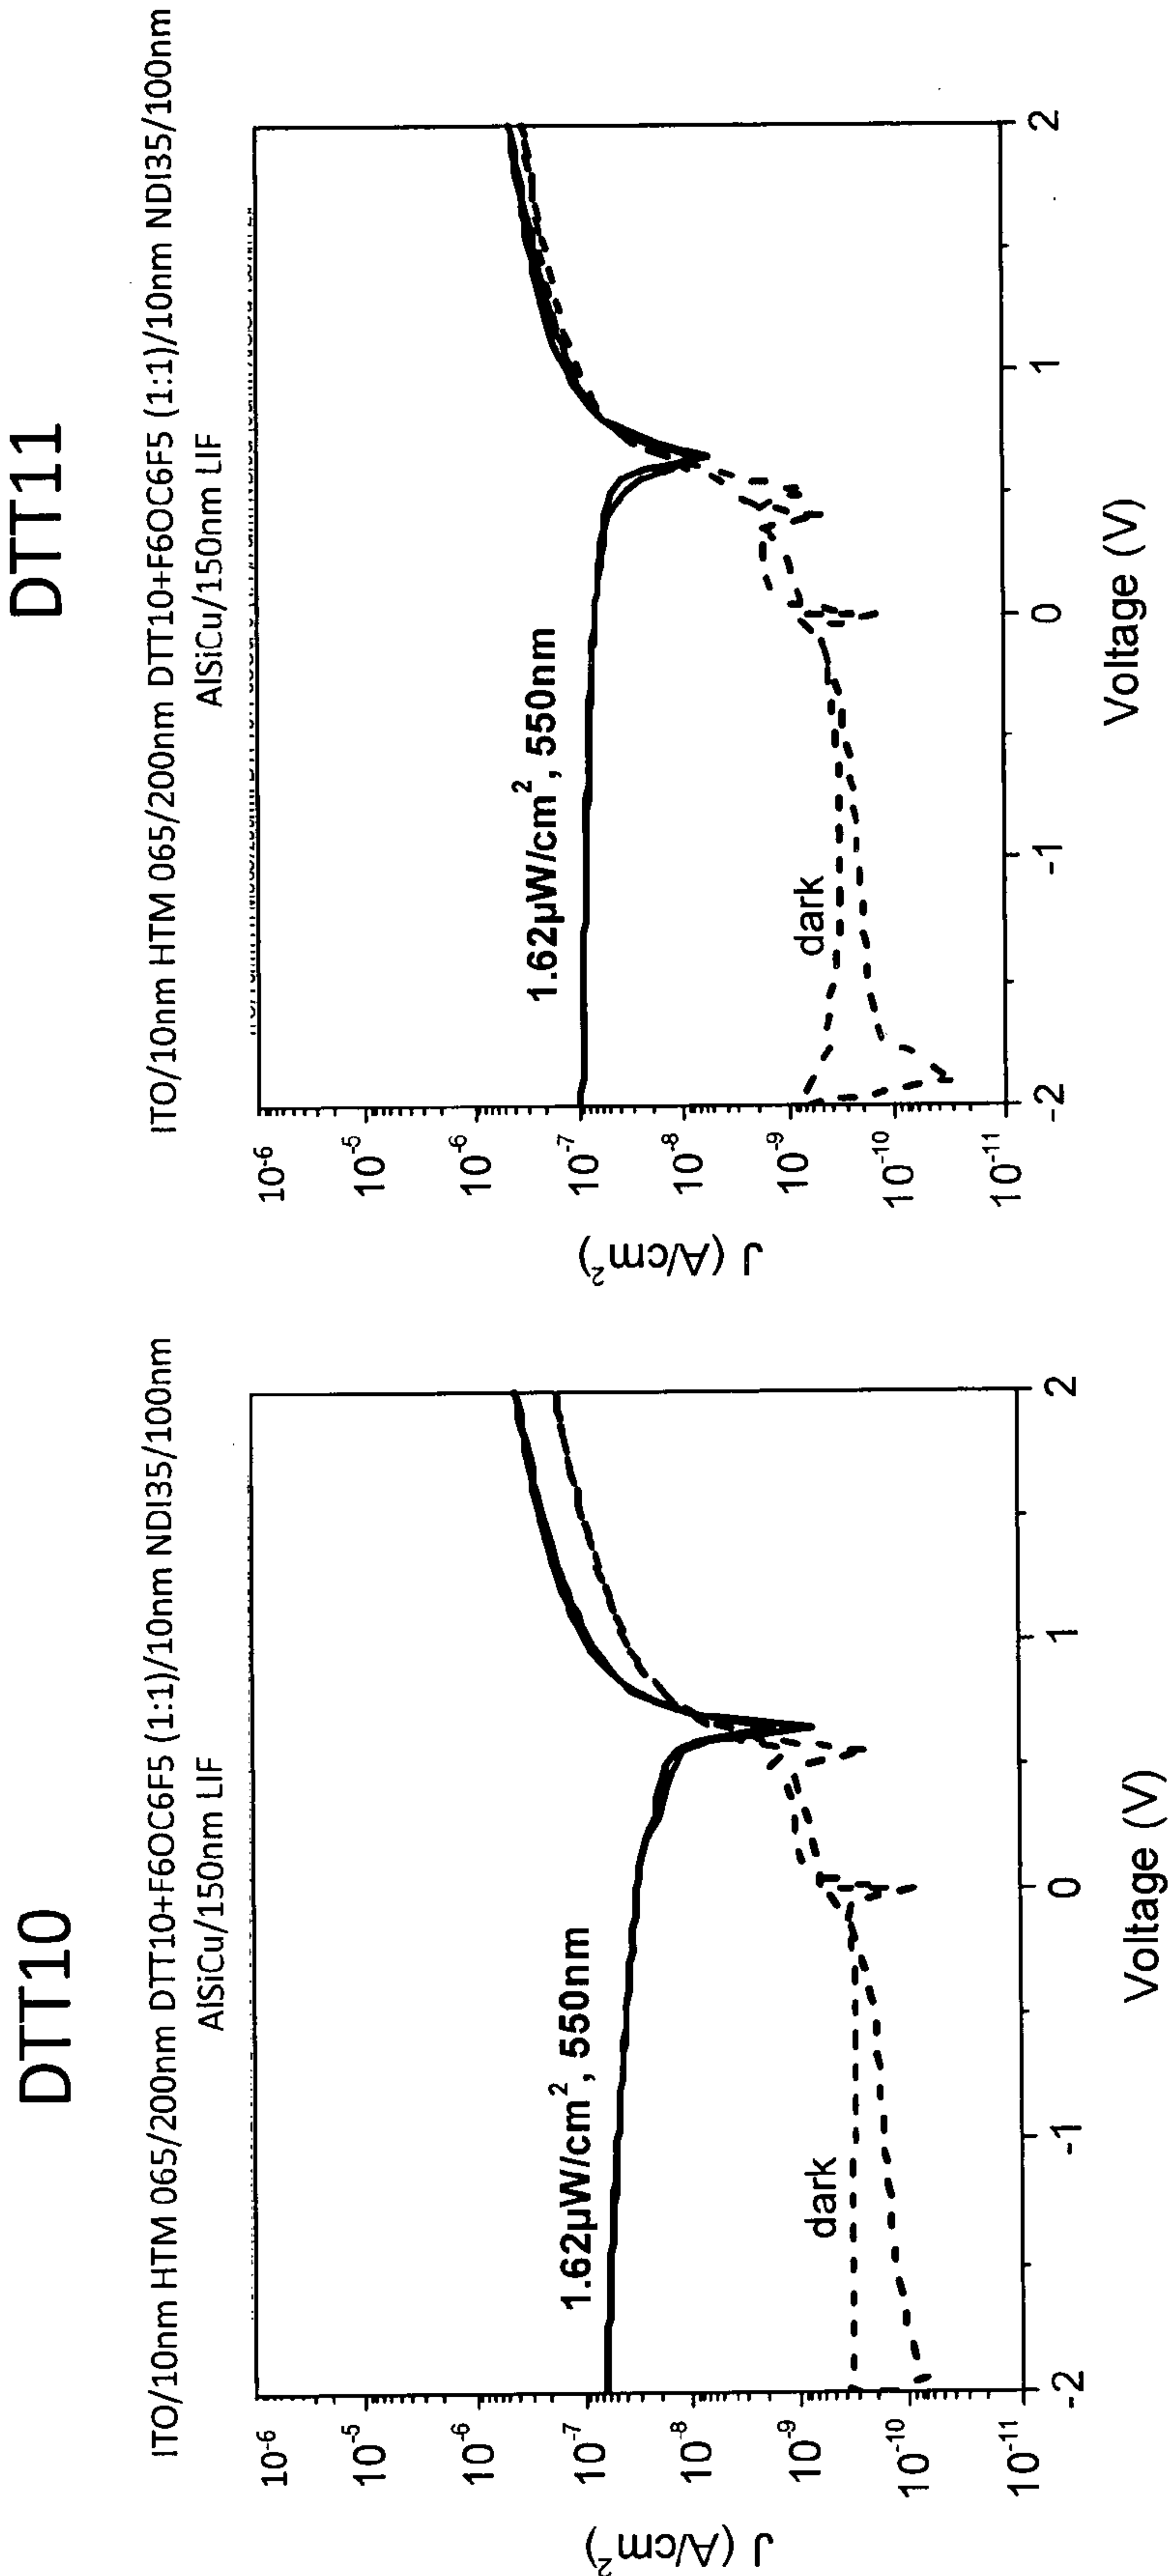 DTT10
ITO/10nm HTM 065/200nm DTT10+F6OC6F5 (1:1)/10nm NDI35/100nm
AlSiCu/150nm LIF
10-6
10-5
10-6
10-7
10-8
10-9
10-10
10-11
J (A/cm2)
1.62µW/cm2, 550nm
dark
-2
-1
0
1
2
Voltage (V)
DTT11
ITO/10nm HTM 065/200nm DTT10+F6OC6F5 (1:1)/10nm NDI35/100nm
AlSiCu/150nm LIF
10-6
10-5
10-6
10-7
10-8
10-9
10-10
10-11
J (A/cm2)
1.62µW/cm2, 550nm
dark
-2
-1
0
1
2
Voltage (V)